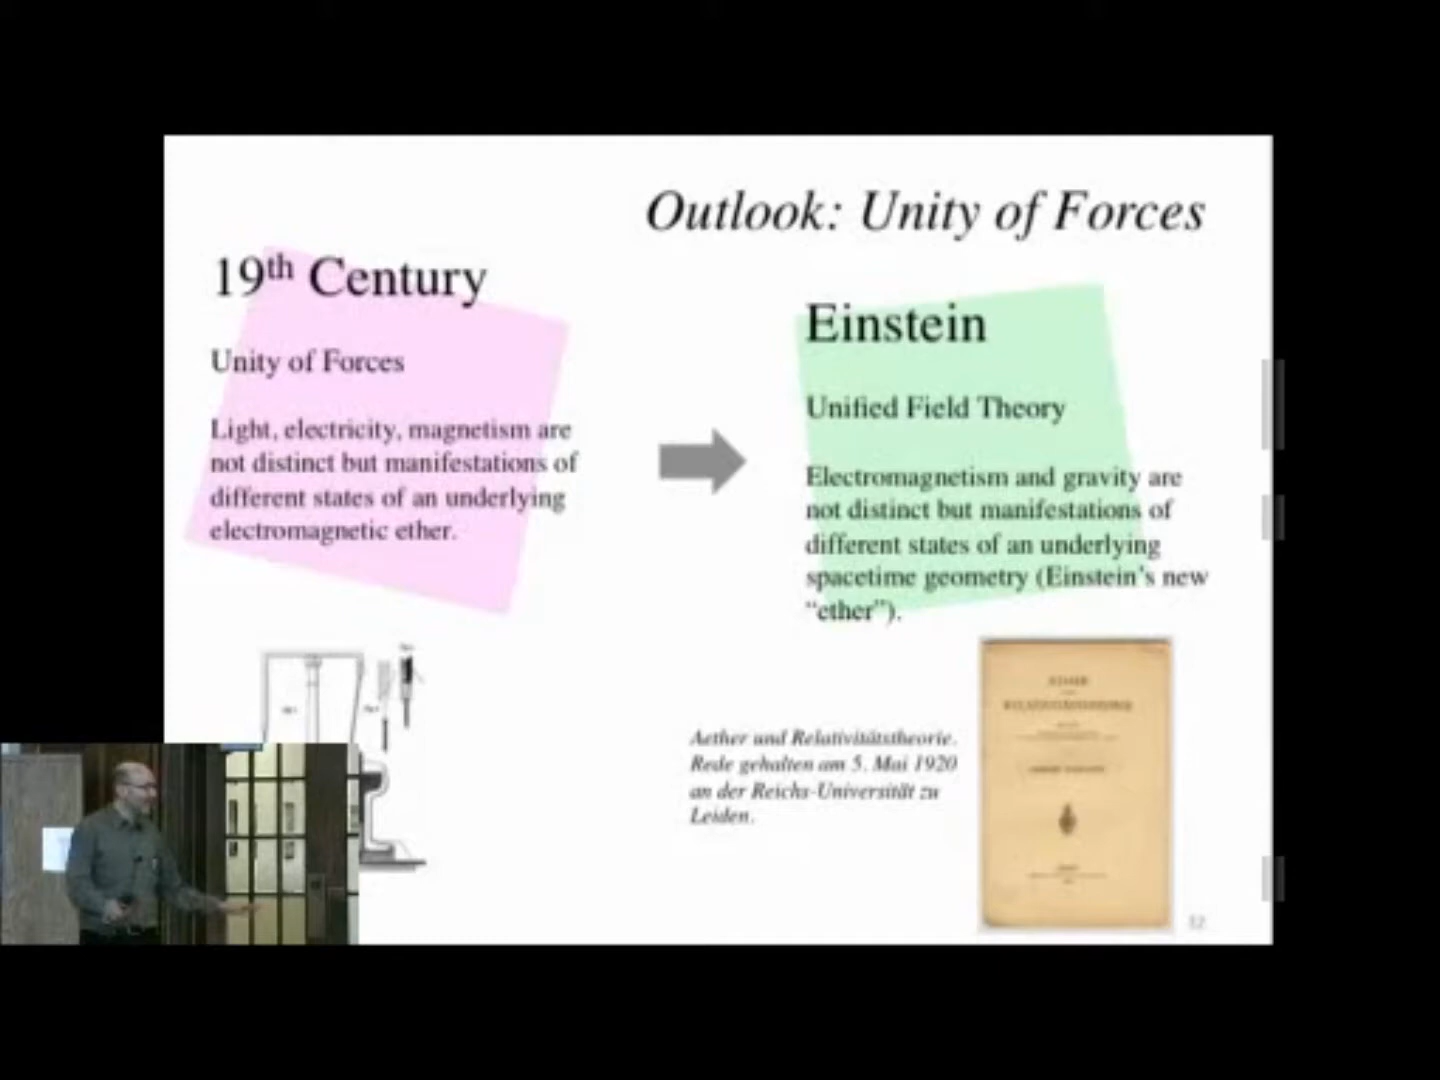 Outlook: Unity of Forces
19th Century
Unity of Forces
Light, electricity, magnetism are
not distinct but manifestations of
different states of an underlying
electromagnetic ether.
Einstein
Unified Field Theory
Electromagnetism and gravity are
not distinct but manifestations of
different states of an underlying
spacetime geometry (Einstein's new
“ether”).
Aether und Relativitätstheorie.
Rede gehalten am 5. Mai 1920
an der Reichs-Universität zu
Leiden.